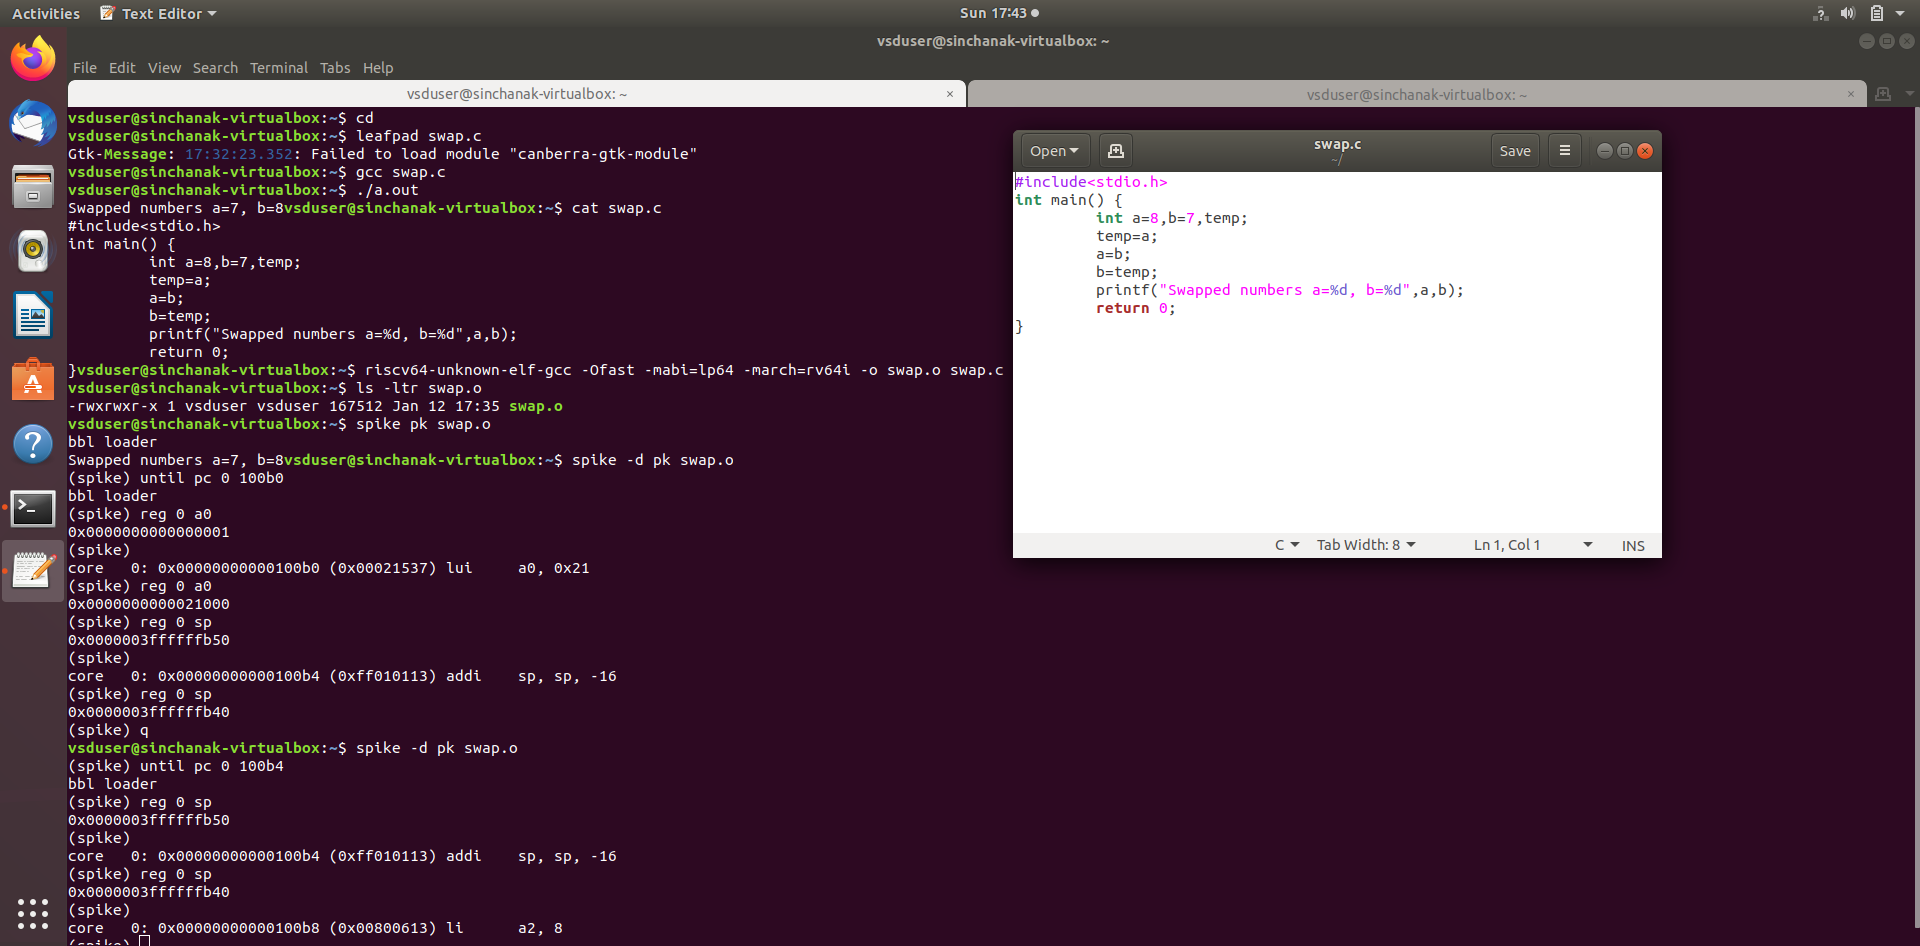 Activities Text Editor Sun 17:43
vsduser@sinchanak-virtualbox: ~
File Edit View Search Terminal Tabs Help
vsduser@sinchanak-virtualbox: ~ × vsduser@sinchanak-virtualbox: ~ ×
vsduser@sinchanak-virtualbox:~$ cd
vsduser@sinchanak-virtualbox:~$ leafpad swap.c
Gtk-Message: 17:32:23.352: Failed to load module "canberra-gtk-module"
vsduser@sinchanak-virtualbox:~$ gcc swap.c
vsduser@sinchanak-virtualbox:~$ ./a.out
Swapped numbers a=7, b=8vsduser@sinchanak-virtualbox:~$ cat swap.c
#include<stdio.h>
int main() {
int a=8,b=7,temp;
temp=a;
a=b;
b=temp;
printf("Swapped numbers a=%d, b=%d",a,b);
return 0;
}vsduser@sinchanak-virtualbox:~$ riscv64-unknown-elf-gcc -Ofast -mabi=lp64 -march=rv64i -o swap.o swap.c
vsduser@sinchanak-virtualbox:~$ ls -ltr swap.o
-rwxrwxr-x 1 vsduser vsduser 167512 Jan 12 17:35 swap.o
vsduser@sinchanak-virtualbox:~$ spike pk swap.o
bbl loader
Swapped numbers a=7, b=8vsduser@sinchanak-virtualbox:~$ spike -d pk swap.o
(spike) until pc 0 100b0
bbl loader
(spike) reg 0 a0
0x0000000000000001
(spike)
core 0: 0x00000000000100b0 (0x00021537) lui a0, 0x21
(spike) reg 0 a0
0x0000000000021000
(spike) reg 0 sp
0x0000003ffffffb50
(spike)
core 0: 0x00000000000100b4 (0xff010113) addi sp, sp, -16
(spike) reg 0 sp
0x0000003ffffffb40
(spike) q
vsduser@sinchanak-virtualbox:~$ spike -d pk swap.o
(spike) until pc 0 100b4
bbl loader
(spike) reg 0 sp
0x0000003ffffffb50
(spike)
core 0: 0x00000000000100b4 (0xff010113) addi sp, sp, -16
(spike) reg 0 sp
0x0000003ffffffb40
(spike)
core 0: 0x00000000000100b8 (0x00800613) li a2, 8
(spike)
Open swap.c Save
~/
#include<stdio.h>
int main() {
int a=8,b=7,temp;
temp=a;
a=b;
b=temp;
printf("Swapped numbers a=%d, b=%d",a,b);
return 0;
}
C Tab Width: 8 Ln 1, Col 1 INS